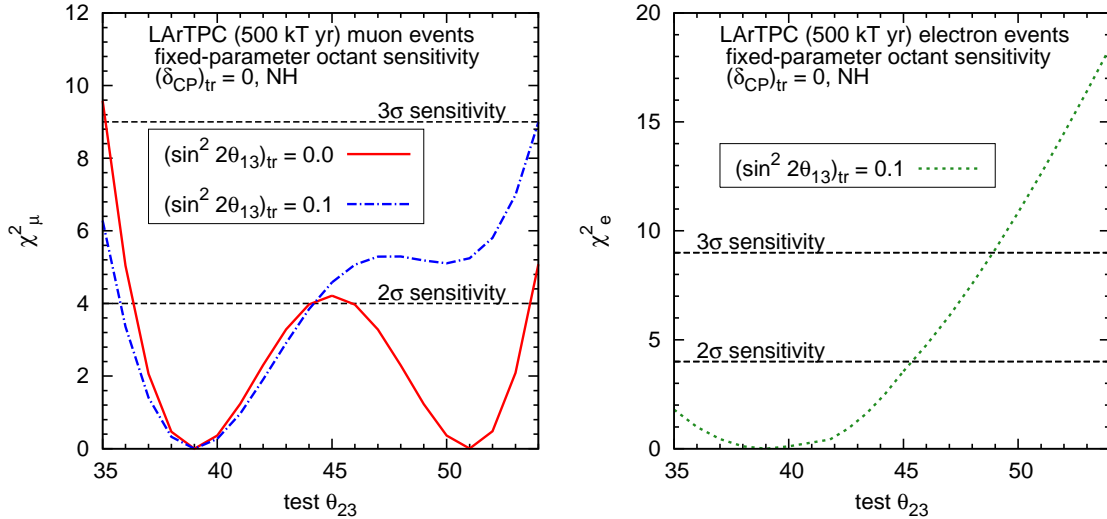 LArTPC (500 kT yr) muon events
fixed-parameter octant sensitivity
(δCP)tr = 0, NH
3σ sensitivity
(sin² 2θ13)tr = 0.0
(sin² 2θ13)tr = 0.1
2σ sensitivity
χ²μ
12
10
8
6
4
2
0
35 40 45 50
test θ23
LArTPC (500 kT yr) electron events
fixed-parameter octant sensitivity
(δCP)tr = 0, NH
(sin² 2θ13)tr = 0.1
3σ sensitivity
2σ sensitivity
χ²e
20
15
10
5
0
35 40 45 50
test θ23